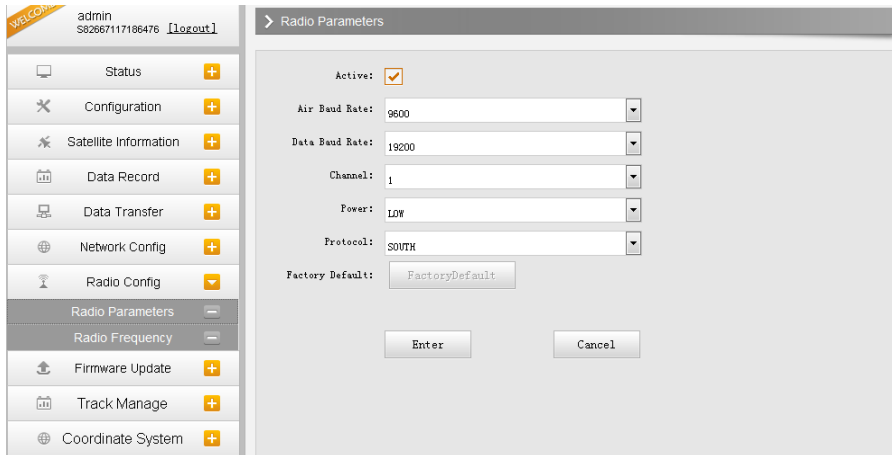 WELCOME
admin
S82667117186476 [logout]
Status
Configuration
Satellite Information
Data Record
Data Transfer
Network Config
Radio Config
Radio Parameters
Radio Frequency
Firmware Update
Track Manage
Coordinate System
Radio Parameters
Active:
Air Baud Rate: 9600
Data Baud Rate: 19200
Channel: 1
Power: LOW
Protocol: SOUTH
Factory Default: FactoryDefault
Enter Cancel